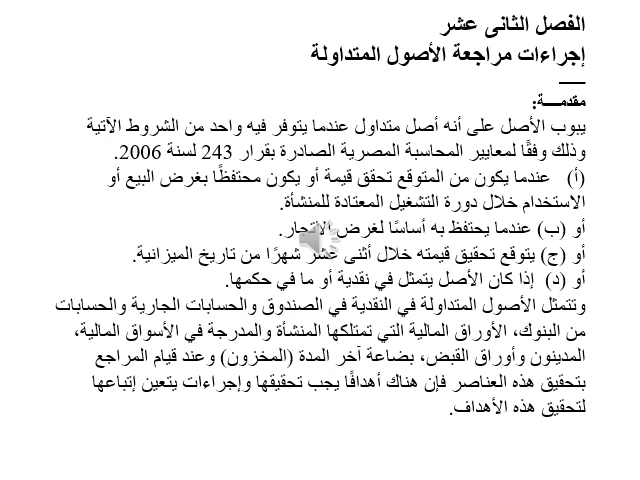 الفصل الثانى عشر
إجراءات مراجعة الأصول المتداولة
مقدمــــة:
يبوب الأصل على أنه أصل متداول عندما يتوفر فيه واحد من الشروط الآتية
وذلك وفقًا لمعايير المحاسبة المصرية الصادرة بقرار 243 لسنة 2006.
(أ) عندما يكون من المتوقع تحقق قيمة أو يكون محتفظًا بغرض البيع أو
الاستخدام خلال دورة التشغيل المعتادة للمنشأة.
أو (ب) عندما يحتفظ به أساسًا لغرض الاتجار.
أو (ج) يتوقع تحقيق قيمته خلال أثنى عشر شهرًا من تاريخ الميزانية.
أو (د) إذا كان الأصل يتمثل في نقدية أو ما في حكمها.
وتتمثل الأصول المتداولة في النقدية في الصندوق والحسابات الجارية والحسابات
من البنوك، الأوراق المالية التي تمتلكها المنشأة والمدرجة في الأسواق المالية،
المدينون وأوراق القبض، بضاعة آخر المدة (المخزون) وعند قيام المراجع
بتحقيق هذه العناصر فإن هناك أهدافًا يجب تحقيقها وإجراءات يتعين إتباعها
لتحقيق هذه الأهداف.